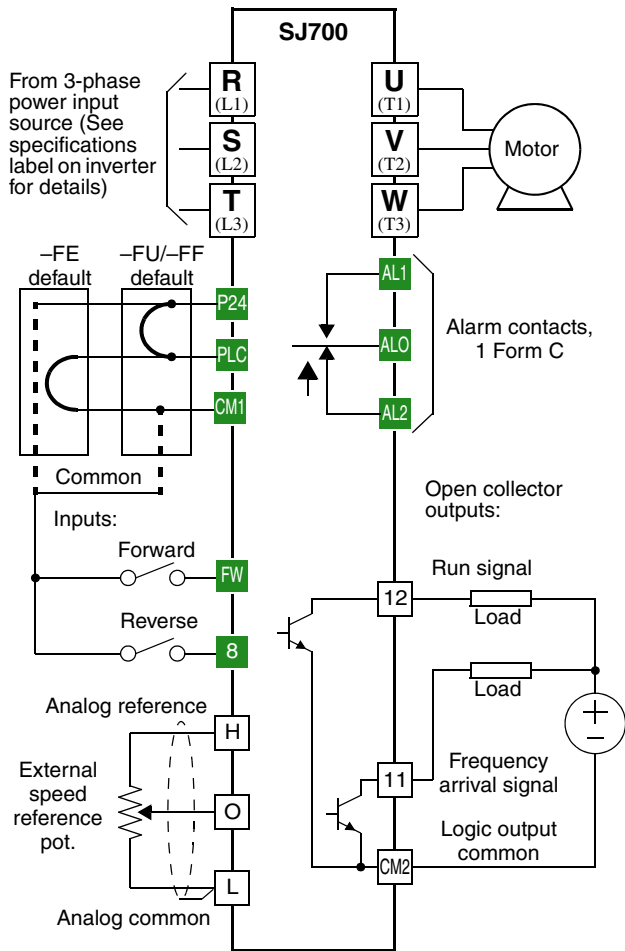 SJ700
From 3-phase
power input
source (See
specifications
label on inverter
for details)
R
(L1)
S
(L2)
T
(L3)
U
(T1)
V
(T2)
W
(T3)
Motor
–FE
default
–FU/–FF
default
P24
PLC
CM1
AL1
AL0
AL2
Alarm contacts,
1 Form C
Common
Inputs:
Forward
FW
Reverse
8
Open collector
outputs:
12
Run signal
Load
Load
+
–
11
Frequency
arrival signal
Logic output
common
CM2
Analog reference
H
External
speed
reference
pot.
O
L
Analog common